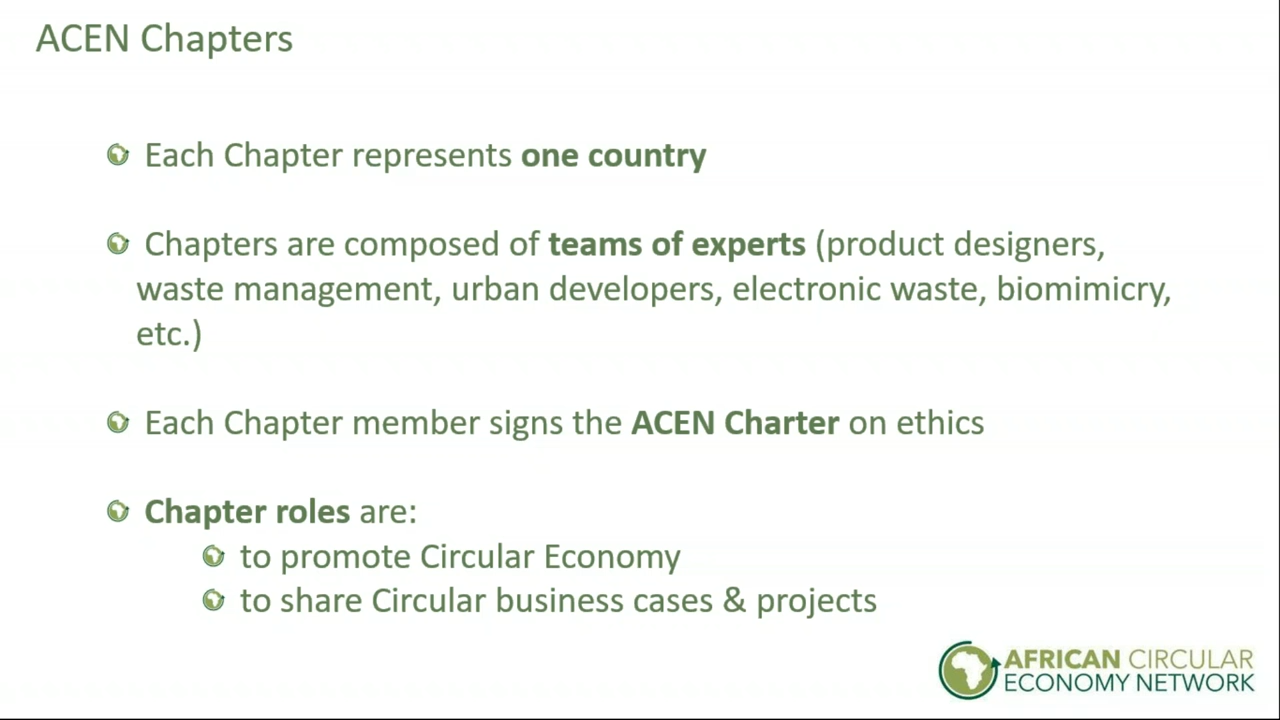 ACEN Chapters
Each Chapter represents one country
Chapters are composed of teams of experts (product designers,
waste management, urban developers, electronic waste, biomimicry,
etc.)
Each Chapter member signs the ACEN Charter on ethics
Chapter roles are:
to promote Circular Economy
to share Circular business cases & projects
AFRICAN CIRCULAR
ECONOMY NETWORK